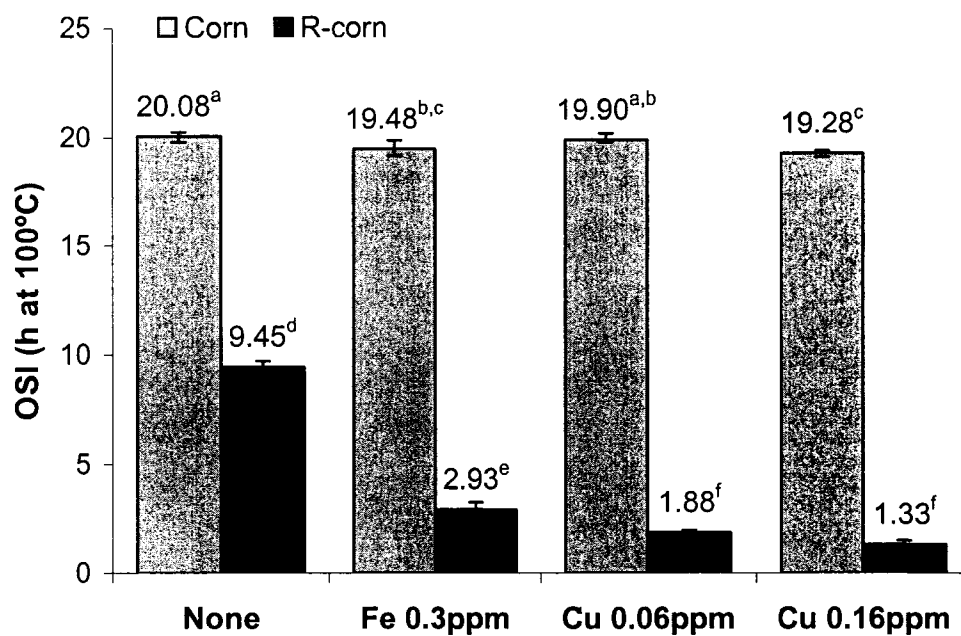 25
Corn R-corn
20.08a 19.48b,c 19.90a,b 19.28c
20
15
9.45d
10
5
2.93e 1.88f 1.33f
0
OSI (h at 100ºC)
None Fe 0.3ppm Cu 0.06ppm Cu 0.16ppm